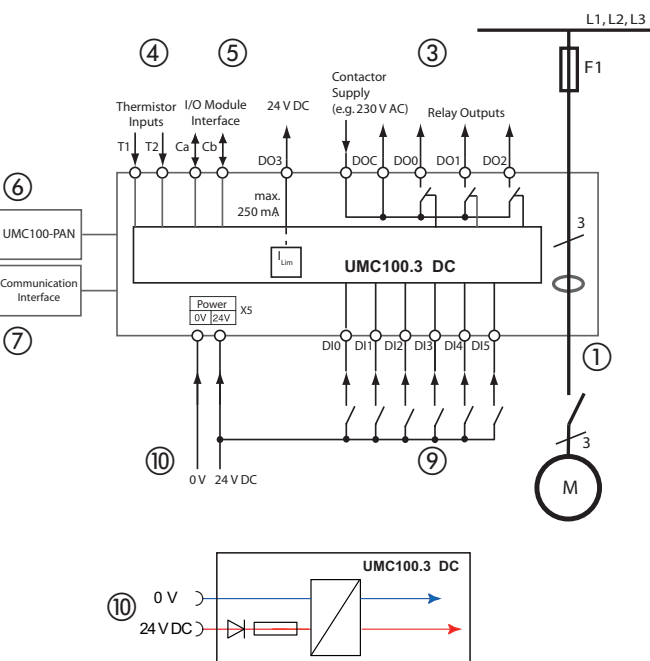 L1, L2, L3
④
⑤
③
F1
Contactor
Supply
(e.g. 230 V AC)
Thermistor
Inputs
I/O Module
Interface
24 V DC
Relay Outputs
T1
T2
Ca
Cb
DO3
DOC
DO0
DO1
DO2
⑥
max.
250 mA
UMC100-PAN
3
ILim
UMC100.3 DC
Communication
Interface
Power
0V 24V
X5
⑦
DI0
DI1
DI2
DI3
DI4
DI5
①
3
⑩
⑨
0 V
24 V DC
M
UMC100.3 DC
⑩
0 V
24 V DC